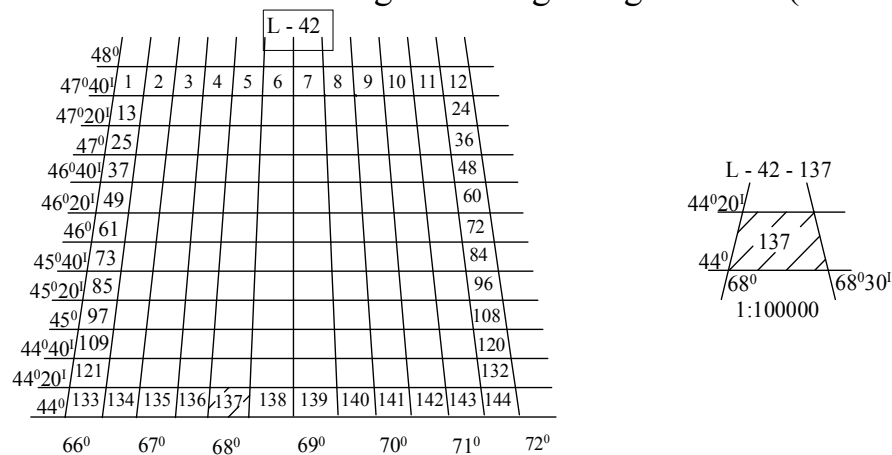 L - 42
48⁰
47⁰40ᴵ 1 2 3 4 5 6 7 8 9 10 11 12
47⁰20ᴵ 13 24
47⁰ 25 36
46⁰40ᴵ 37 48
46⁰20ᴵ 49 60
46⁰ 61 72
45⁰40ᴵ 73 84
45⁰20ᴵ 85 96
45⁰ 97 108
44⁰40ᴵ 109 120
44⁰20ᴵ 121 132
44⁰ 133 134 135 136 137 138 139 140 141 142 143 144
66⁰ 67⁰ 68⁰ 69⁰ 70⁰ 71⁰ 72⁰
L - 42 - 137
44⁰20ᴵ
137
44⁰
68⁰ 68⁰30ᴵ
1:100000